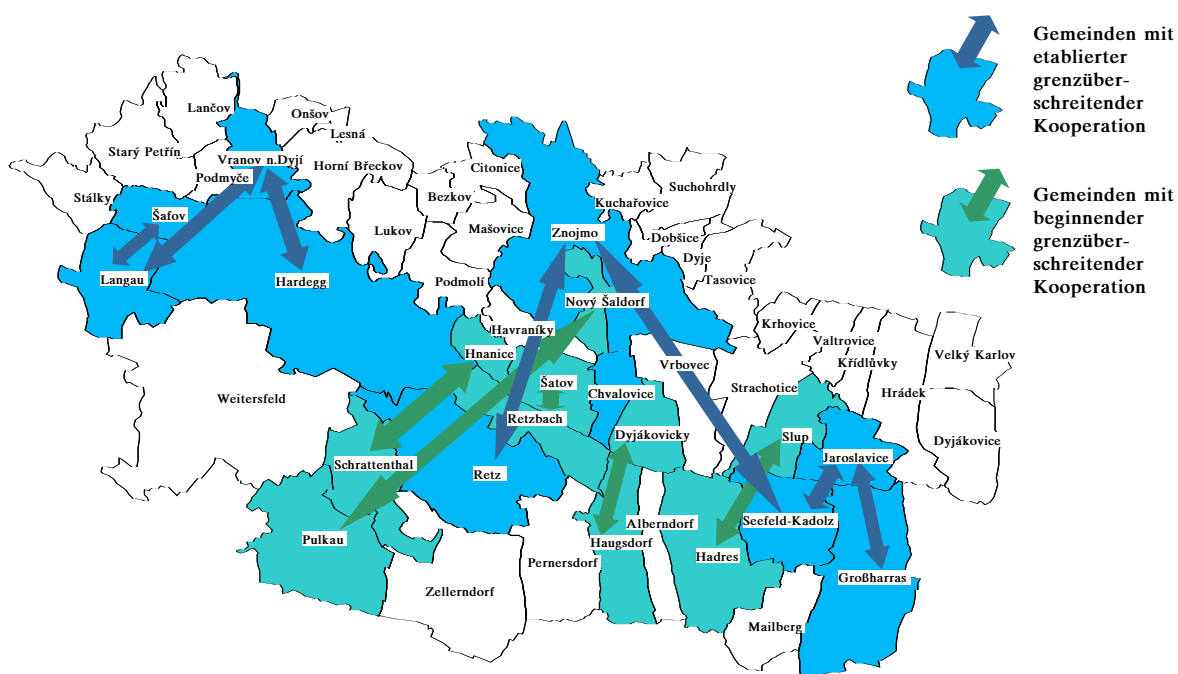 Gemeinden mit
etablierter
grenzüber-
schreitender
Kooperation
Gemeinden mit
beginnender
grenzüber-
schreitender
Kooperation
Lančov
Onšov
Lesná
Starý Petřín
Vranov n.Dyjí
Horní Břeckov
Citonice
Podmyče
Stálky
Bezkov
Suchohrdly
Kuchařovice
Šafov
Lukov
Mašovice
Znojmo
Dobšice
Dyje
Tasovice
Langau
Hardegg
Podmolí
Nový Šaldorf
Havraníky
Krhovice
Valtrovice
Křídlůvky
Velký Karlov
Hnanice
Vrbovec
Šatov
Strachotice
Hrádek
Weitersfeld
Chvalovice
Retzbach
Dyjákovicky
Slup
Dyjákovice
Jaroslavice
Schrattenthal
Retz
Pulkau
Alberndorf
Seefeld-Kadolz
Haugsdorf
Hadres
Pernersdorf
Großharras
Zellerndorf
Mailberg